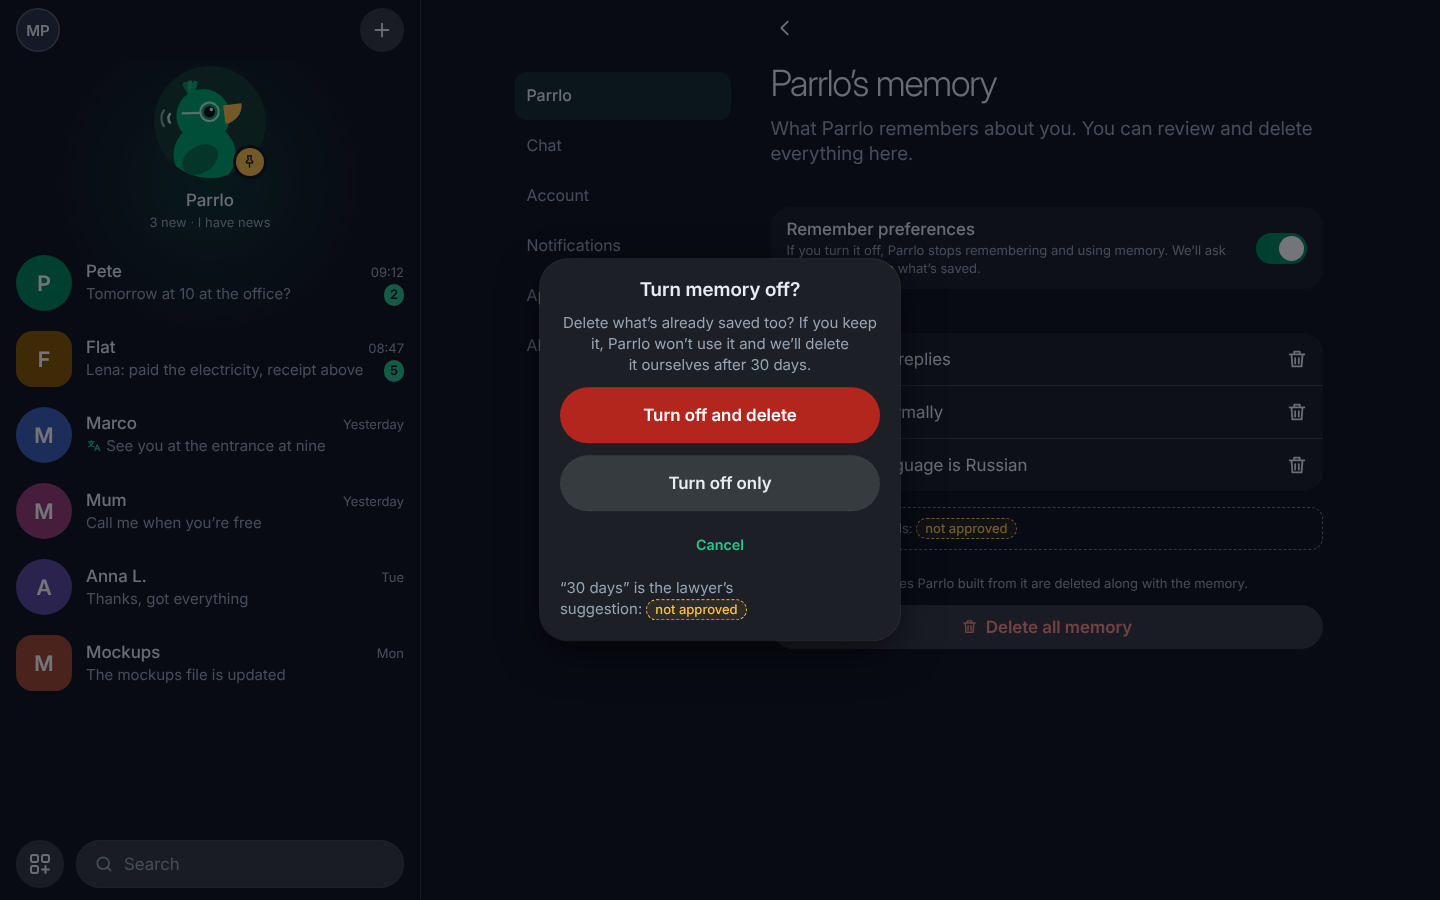 MP
Parrlo
3 new · I have news
P
Pete
09:12
Tomorrow at 10 at the office?
2
F
Flat
08:47
Lena: paid the electricity, receipt above
5
M
Marco
Yesterday
See you at the entrance at nine
M
Mum
Yesterday
Call me when you’re free
A
Anna L.
Tue
Thanks, got everything
M
Mockups
Mon
The mockups file is updated
Search
Parrlo
Chat
Account
Notifications
Parrlo’s memory
What Parrlo remembers about you. You can review and delete
everything here.
Remember preferences
If you turn it off, Parrlo stops remembering and using memory. We’ll ask
what’s saved.
replies
is Russian
not approved
Parrlo built from it are deleted along with the memory.
Delete all memory
Turn memory off?
Delete what’s already saved too? If you keep
it, Parrlo won’t use it and we’ll delete
it ourselves after 30 days.
Turn off and delete
Turn off only
Cancel
“30 days” is the lawyer’s
suggestion: not approved